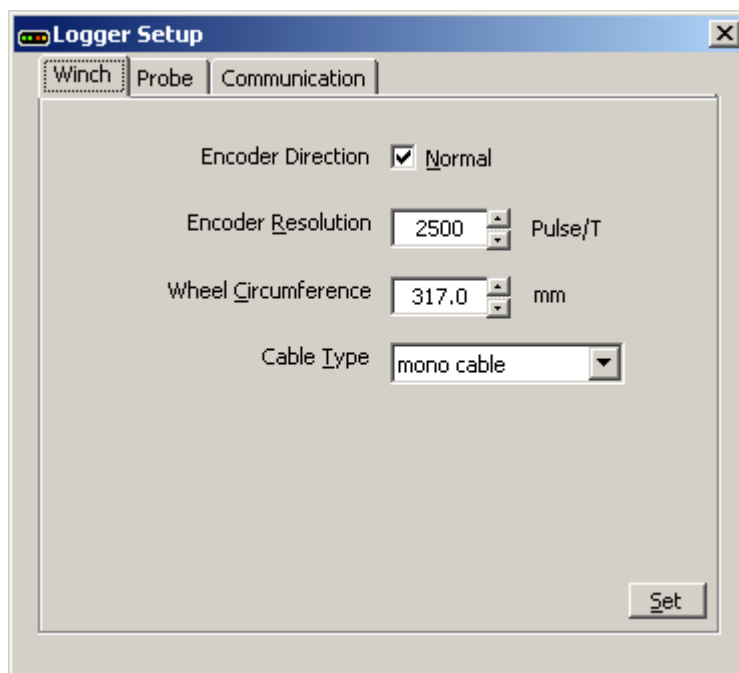 Logger Setup
Winch Probe Communication
Encoder Direction Normal
Encoder Resolution 2500 Pulse/T
Wheel Circumference 317.0 mm
Cable Type mono cable
Set